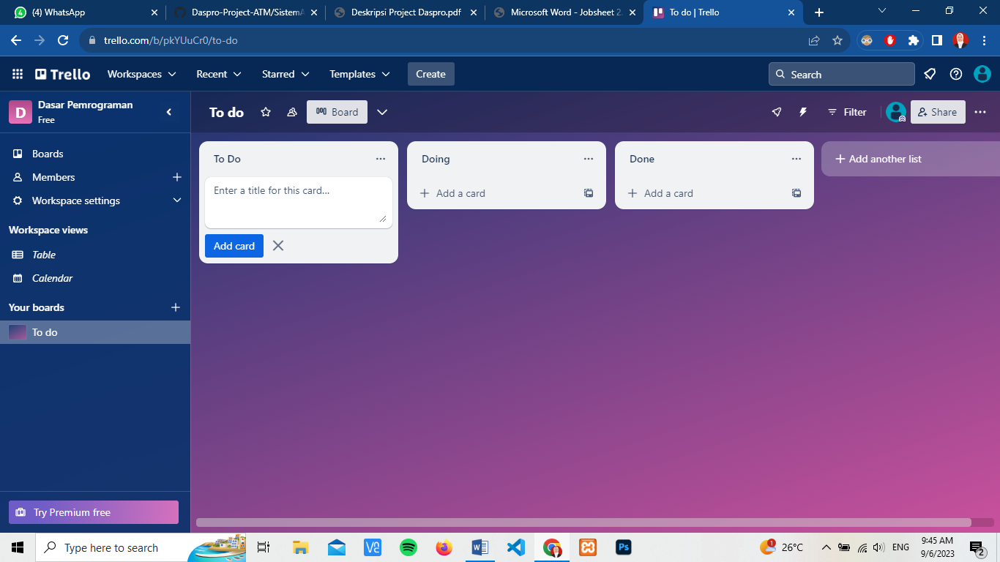 (4) WhatsApp
Daspro-Project-ATM/SistemA
Deskripsi Project Daspro.pdf
Microsoft Word - Jobsheet 2
To do | Trello
trello.com/b/pkYUuCr0/to-do
Trello
Workspaces
Recent
Starred
Templates
Create
Search
D
Dasar Pemrograman
Free
To do
Board
Filter
Share
Boards
Members
Workspace settings
Workspace views
Table
Calendar
Your boards
To do
Try Premium free
To Do
Enter a title for this card...
Add card
Doing
Add a card
Done
Add a card
Add another list
Type here to search
Ps
1
26°C
ENG
9:45 AM
9/6/2023
2